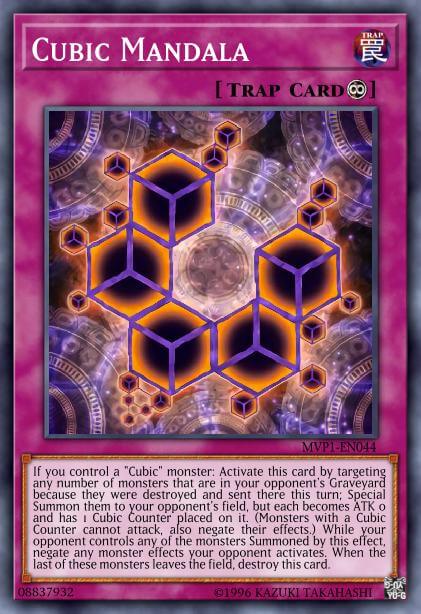 CUBIC MANDALA
TRAP
罠
[TRAP CARD]
MVP1-EN044
If you control a "Cubic" monster: Activate this card by targeting
any number of monsters that are in your opponent's Graveyard
because they were destroyed and sent there this turn; Special
Summon them to your opponent's field, but each becomes ATK 0
and has 1 Cubic Counter placed on it. (Monsters with a Cubic
Counter cannot attack, also negate their effects.) While your
opponent controls any of the monsters Summoned by this effect,
negate any monster effects your opponent activates. When the
last of these monsters leaves the field, destroy this card.
08837932
©1996 KAZUKI TAKAHASHI